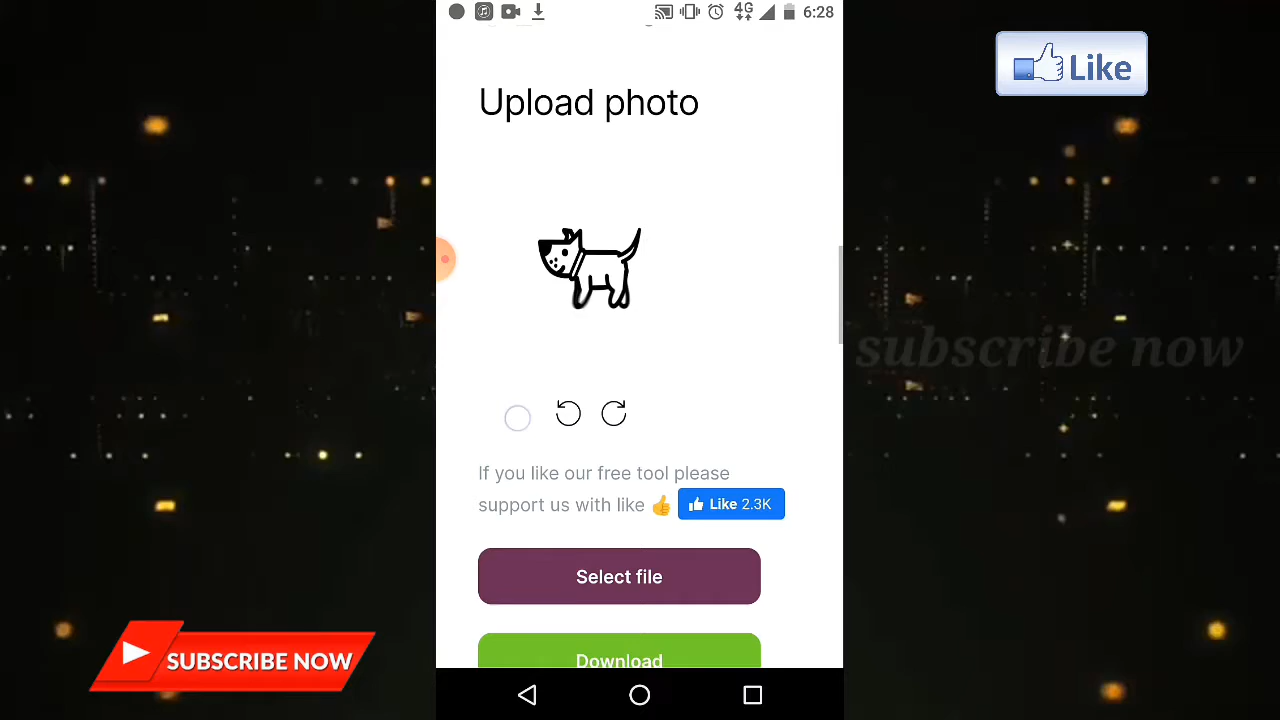 4G
6:28
Like
Upload photo
subscribe now
If you like our free tool please
support us with like 👍 Like 2.3K
Select file
Download
SUBSCRIBE NOW